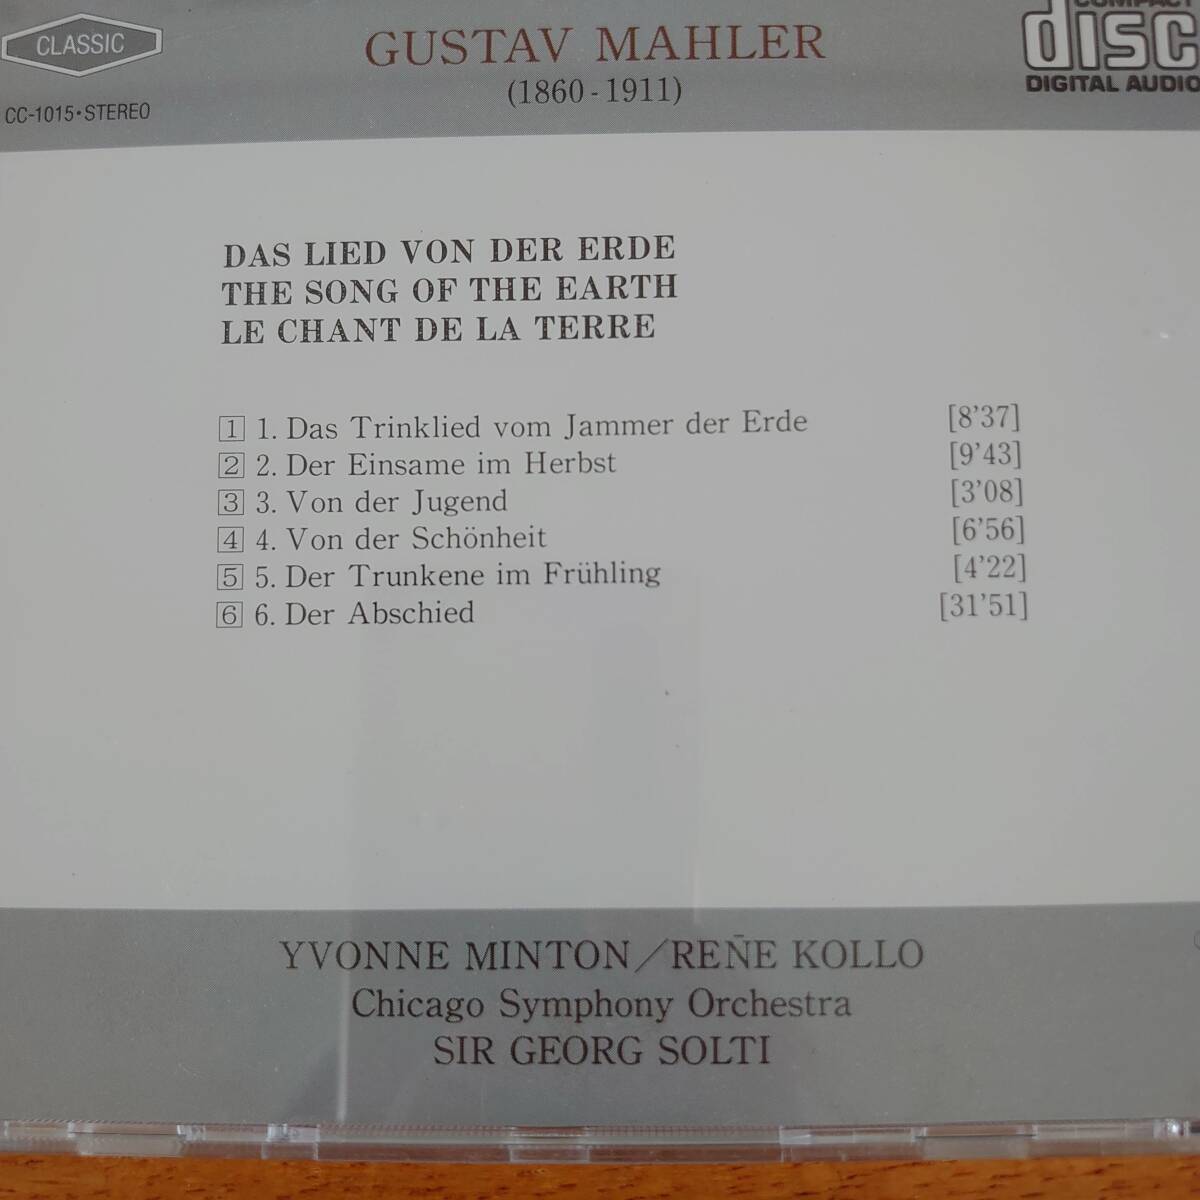 CLASSIC
CC-1015・STEREO
GUSTAV MAHLER
(1860-1911)
COMPACT
disc
DIGITAL AUDIO
DAS LIED VON DER ERDE
THE SONG OF THE EARTH
LE CHANT DE LA TERRE
1 1. Das Trinklied vom Jammer der Erde [8'37]
2 2. Der Einsame im Herbst [9'43]
3 3. Von der Jugend [3'08]
4 4. Von der Schönheit [6'56]
5 5. Der Trunkene im Frühling [4'22]
6 6. Der Abschied [31'51]
YVONNE MINTON/REÑE KOLLO
Chicago Symphony Orchestra
SIR GEORG SOLTI